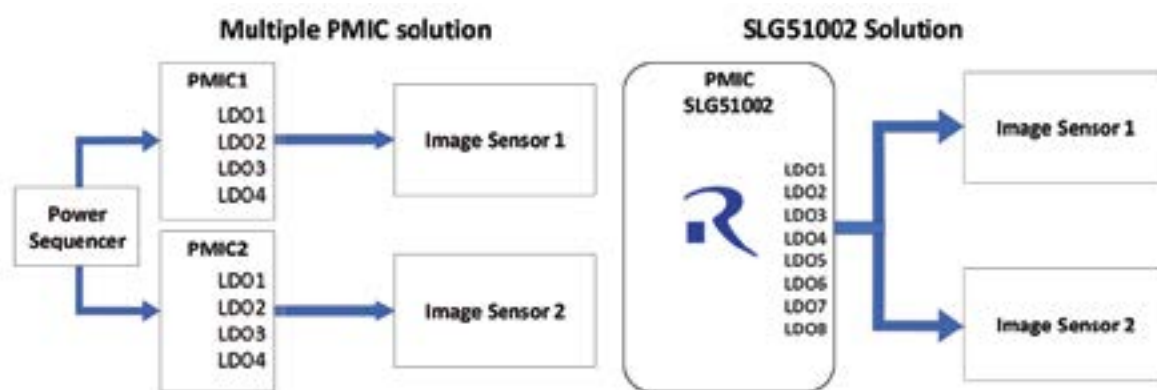 Multiple PMIC solution
PMIC1
LDO1
LDO2
LDO3
LDO4
Image Sensor 1
Power
Sequencer
PMIC2
LDO1
LDO2
LDO3
LDO4
Image Sensor 2
SLG51002 Solution
PMIC
SLG51002
R
LDO1
LDO2
LDO3
LDO4
LDO5
LDO6
LDO7
LDO8
Image Sensor 1
Image Sensor 2